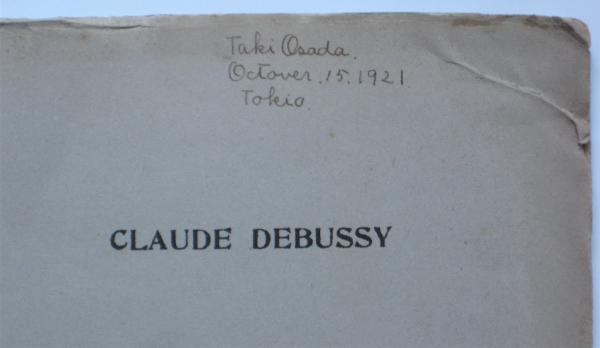 Taki Osada.
Octover.15.1921.
Tokio.
CLAUDE DEBUSSY